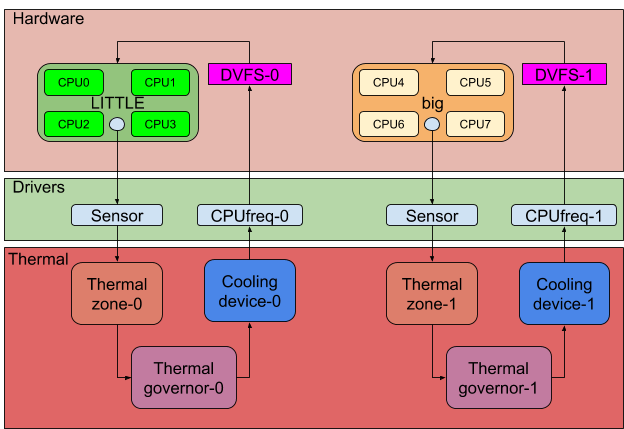 Hardware
DVFS-0
DVFS-1
CPU0
CPU1
CPU4
CPU5
LITTLE
big
CPU2
CPU3
CPU6
CPU7
Drivers
Sensor
CPUfreq-0
Sensor
CPUfreq-1
Thermal
Thermal
zone-0
Cooling
device-0
Thermal
zone-1
Cooling
device-1
Thermal
governor-0
Thermal
governor-1